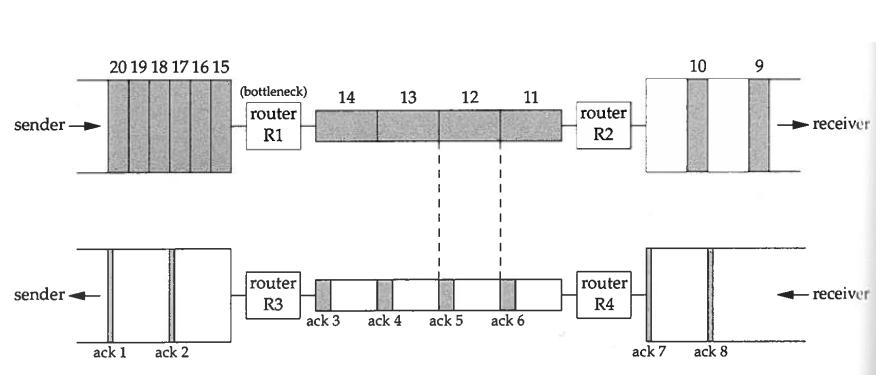 20 19 18 17 16 15
(bottleneck)
14 13 12 11
10 9
sender
router
R1
router
R2
receiver
sender
router
R3
router
R4
receiver
ack 3 ack 4 ack 5 ack 6
ack 1 ack 2
ack 7 ack 8